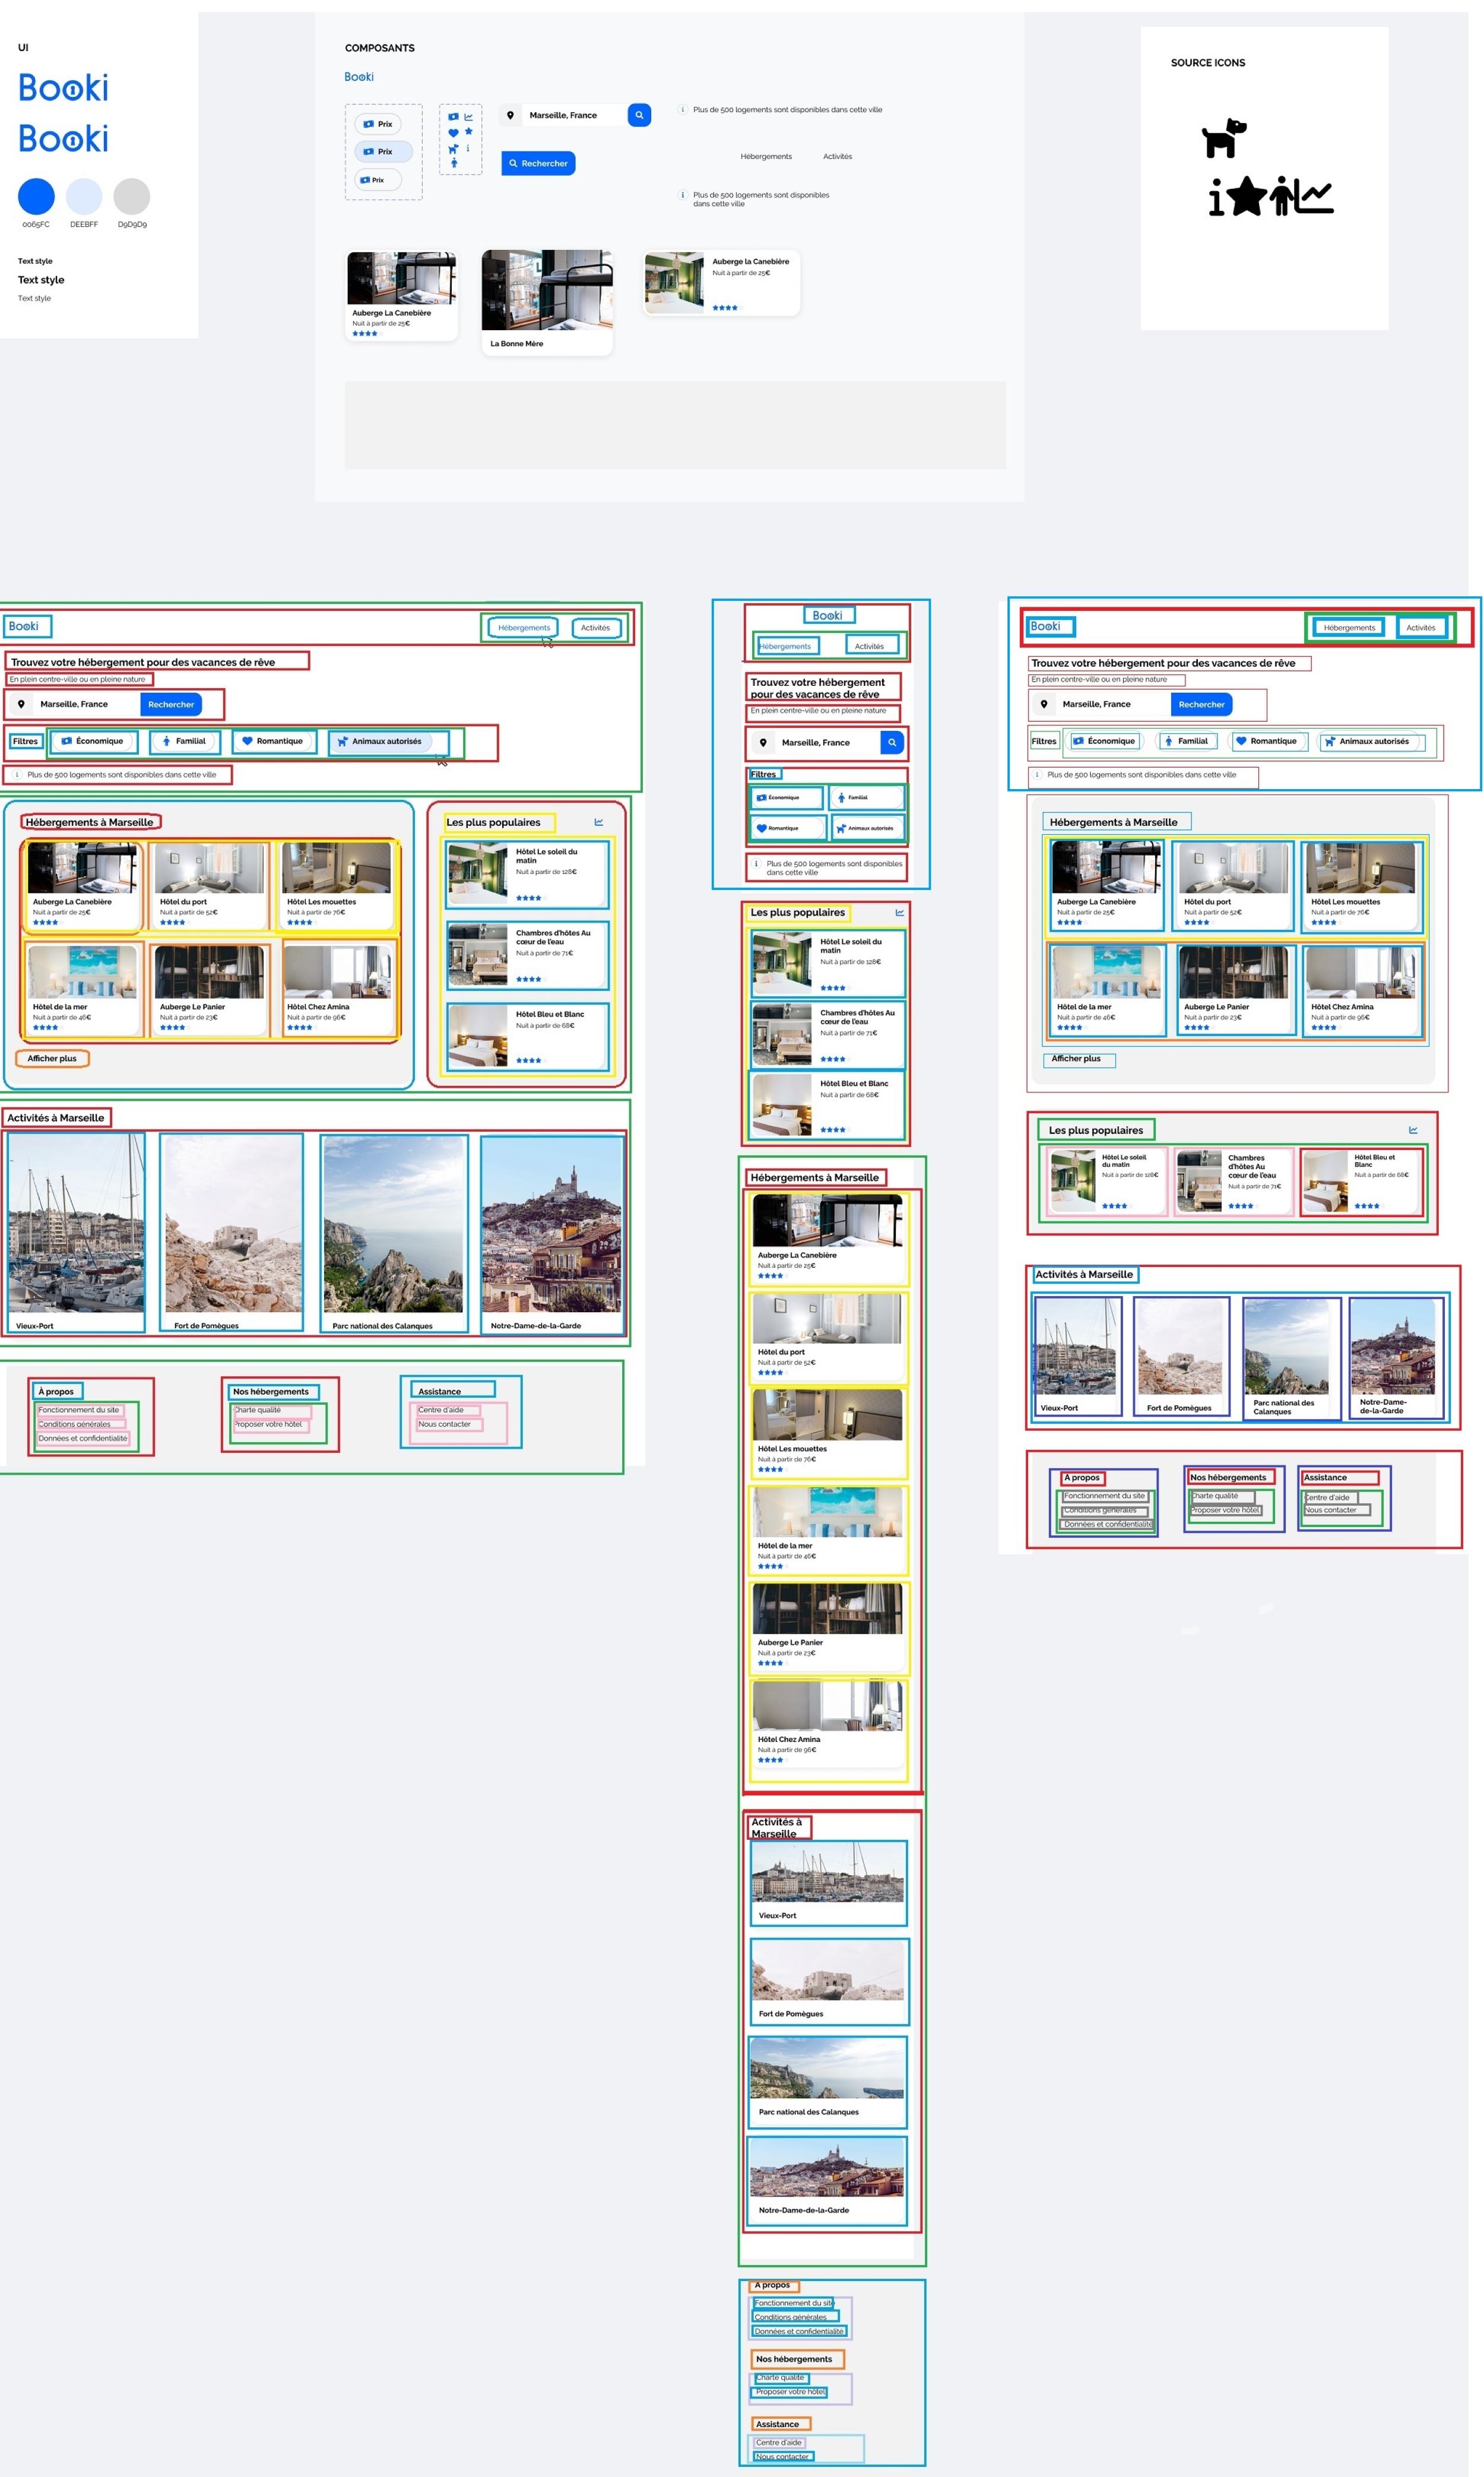 UI
Booki
Booki
0065FC
DEEBFF
D9D9D9
Text style
Text style
Text style
COMPOSANTS
Booki
Prix
Prix
Prix
Marseille, France
Rechercher
Plus de 500 logements sont disponibles dans cette ville
Hébergements
Activités
Plus de 500 logements sont disponibles
dans cette ville
Auberge La Canebière
Nuit à partir de 25€
La Bonne Mère
Auberge la Canebière
Nuit à partir de 25€
SOURCE ICONS
Booki
Hébergements
Activités
Trouvez votre hébergement pour des vacances de rêve
En plein centre-ville ou en pleine nature
Marseille, France
Rechercher
Filtres
Économique
Familial
Romantique
Animaux autorisés
Plus de 500 logements sont disponibles dans cette ville
Hébergements à Marseille
Auberge La Canebière
Nuit à partir de 25€
Hôtel du port
Nuit à partir de 52€
Hôtel Les mouettes
Nuit à partir de 76€
Hôtel de la mer
Nuit à partir de 46€
Auberge Le Panier
Nuit à partir de 23€
Hôtel Chez Amina
Nuit à partir de 96€
Afficher plus
Les plus populaires
Hôtel Le soleil du
matin
Nuit à partir de 128€
Chambres d'hôtes Au
cœur de l'eau
Nuit à partir de 71€
Hôtel Bleu et Blanc
Nuit à partir de 68€
Activités à Marseille
Vieux-Port
Fort de Pomègues
Parc national des Calanques
Notre-Dame-de-la-Garde
À propos
Fonctionnement du site
Conditions générales
Données et confidentialité
Nos hébergements
Charte qualité
Proposer votre hôtel
Assistance
Centre d'aide
Nous contacter
Booki
Hébergements
Activités
Trouvez votre hébergement
pour des vacances de rêve
En plein centre-ville ou en pleine nature
Marseille, France
Filtres
Économique
Familial
Romantique
Animaux autorisés
Plus de 500 logements sont disponibles
dans cette ville
Les plus populaires
Hôtel Le soleil du
matin
Nuit à partir de 128€
Chambres d'hôtes Au
cœur de l'eau
Nuit à partir de 71€
Hôtel Bleu et Blanc
Nuit à partir de 68€
Hébergements à Marseille
Auberge La Canebière
Nuit à partir de 25€
Hôtel du port
Nuit à partir de 52€
Hôtel Les mouettes
Nuit à partir de 76€
Hôtel de la mer
Nuit à partir de 46€
Auberge Le Panier
Nuit à partir de 23€
Hôtel Chez Amina
Nuit à partir de 96€
Activités à
Marseille
Vieux-Port
Fort de Pomègues
Parc national des Calanques
Notre-Dame-de-la-Garde
À propos
Fonctionnement du site
Conditions générales
Données et confidentialité
Nos hébergements
Charte qualité
Proposer votre hôtel
Assistance
Centre d'aide
Nous contacter
Booki
Hébergements
Activités
Trouvez votre hébergement pour des vacances de rêve
En plein centre-ville ou en pleine nature
Marseille, France
Rechercher
Filtres
Économique
Familial
Romantique
Animaux autorisés
Plus de 500 logements sont disponibles dans cette ville
Hébergements à Marseille
Auberge La Canebière
Nuit à partir de 25€
Hôtel du port
Nuit à partir de 52€
Hôtel Les mouettes
Nuit à partir de 76€
Hôtel de la mer
Nuit à partir de 46€
Auberge Le Panier
Nuit à partir de 23€
Hôtel Chez Amina
Nuit à partir de 96€
Afficher plus
Les plus populaires
Hôtel Le soleil
du matin
Nuit à partir de 128€
Chambres
d'hôtes Au
cœur de l'eau
Nuit à partir de 71€
Hôtel Bleu et
Blanc
Nuit à partir de 68€
Activités à Marseille
Vieux-Port
Fort de Pomègues
Parc national des
Calanques
Notre-Dame-
de-la-Garde
À propos
Fonctionnement du site
Conditions générales
Données et confidentialité
Nos hébergements
Charte qualité
Proposer votre hôtel
Assistance
Centre d'aide
Nous contacter